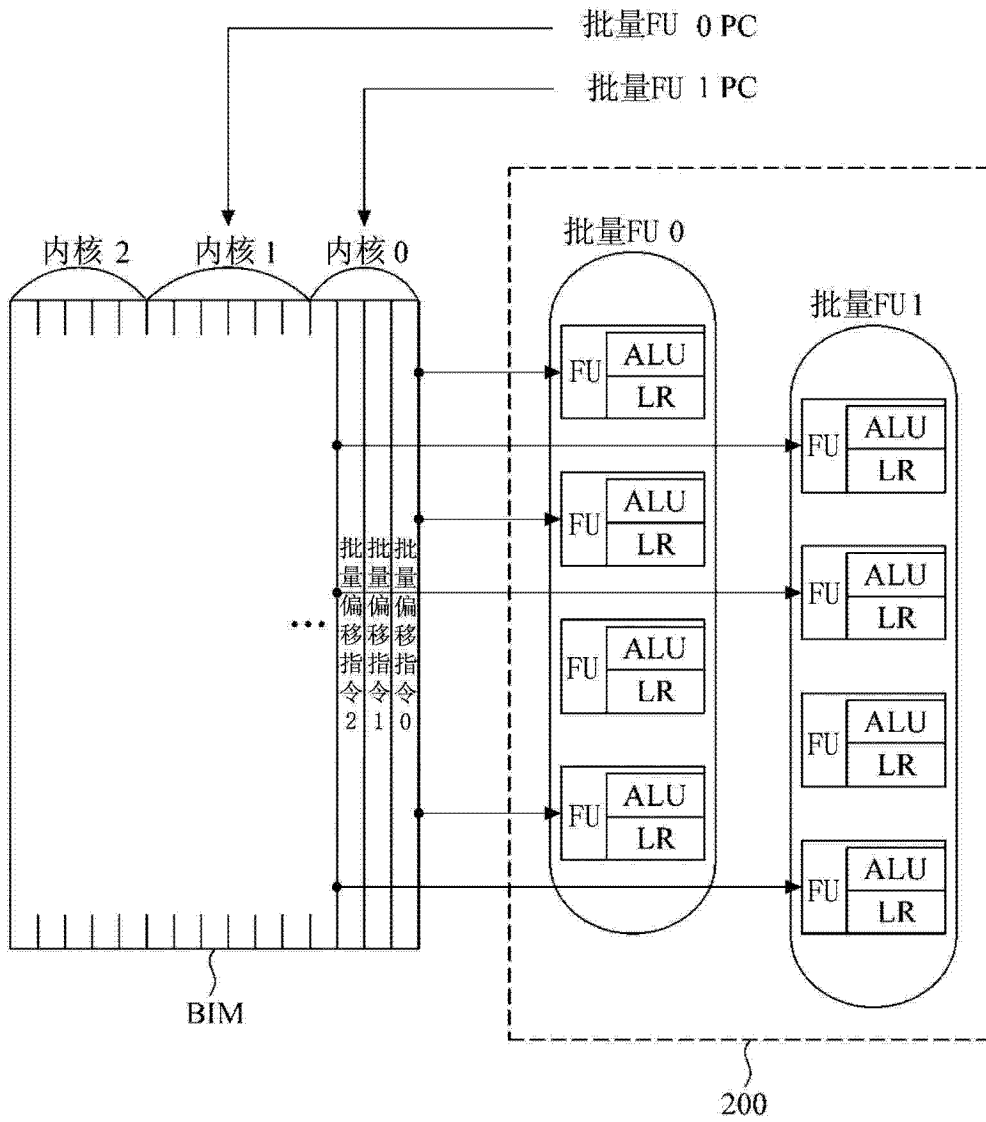 批量FU 0 PC
批量FU 1 PC
内核 2
内核 1
内核 0
批量FU 0
批量FU 1
FU
ALU
LR
FU
ALU
LR
FU
ALU
LR
FU
ALU
LR
FU
ALU
LR
FU
ALU
LR
FU
ALU
LR
FU
ALU
LR
...
批量偏移指令2
批量偏移指令1
批量偏移指令0
BIM
200